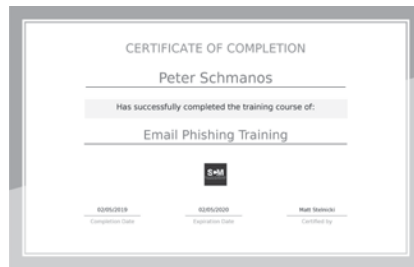 CERTIFICATE OF COMPLETION
Peter Schmanos
Has successfully completed the training course of:
Email Phishing Training
S•M
02/05/2019 02/05/2020 Matt
Completion Date Expiration Date Certified by